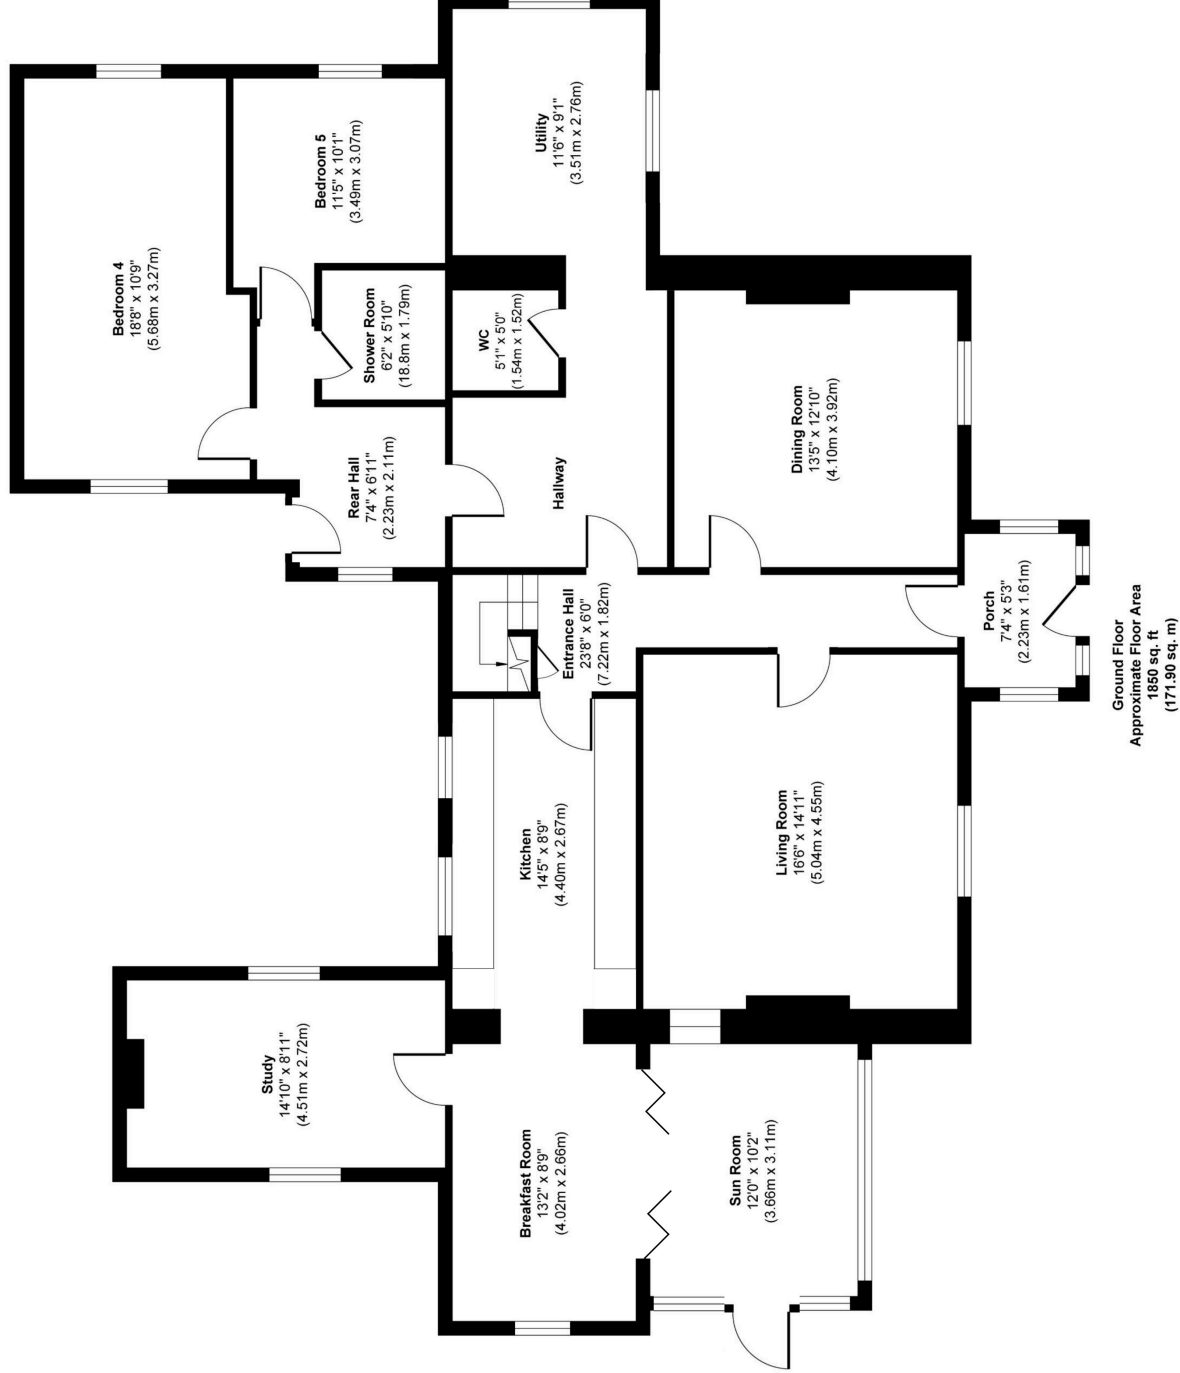 Bedroom 4
18'8" x 10'9"
(5.68m x 3.27m)
Bedroom 5
11'5" x 10'1"
(3.49m x 3.07m)
Utility
11'6" x 9'1"
(3.51m x 2.76m)
Shower Room
6'2" x 5'10"
(18.8m x 1.79m)
WC
5'1" x 5'0"
(1.54m x 1.52m)
Rear Hall
7'4" x 6'11"
(2.23m x 2.11m)
Hallway
Dining Room
13'5" x 12'10"
(4.10m x 3.92m)
Entrance Hall
23'8" x 6'0"
(7.22m x 1.82m)
Porch
7'4" x 5'3"
(2.23m x 1.61m)
Kitchen
14'5" x 8'9"
(4.40m x 2.67m)
Living Room
16'6" x 14'11"
(5.04m x 4.55m)
Study
14'10" x 8'11"
(4.51m x 2.72m)
Breakfast Room
13'2" x 8'9"
(4.02m x 2.66m)
Sun Room
12'0" x 10'2"
(3.66m x 3.11m)
Ground Floor
Approximate Floor Area
1850 sq. ft
(171.90 sq. m)